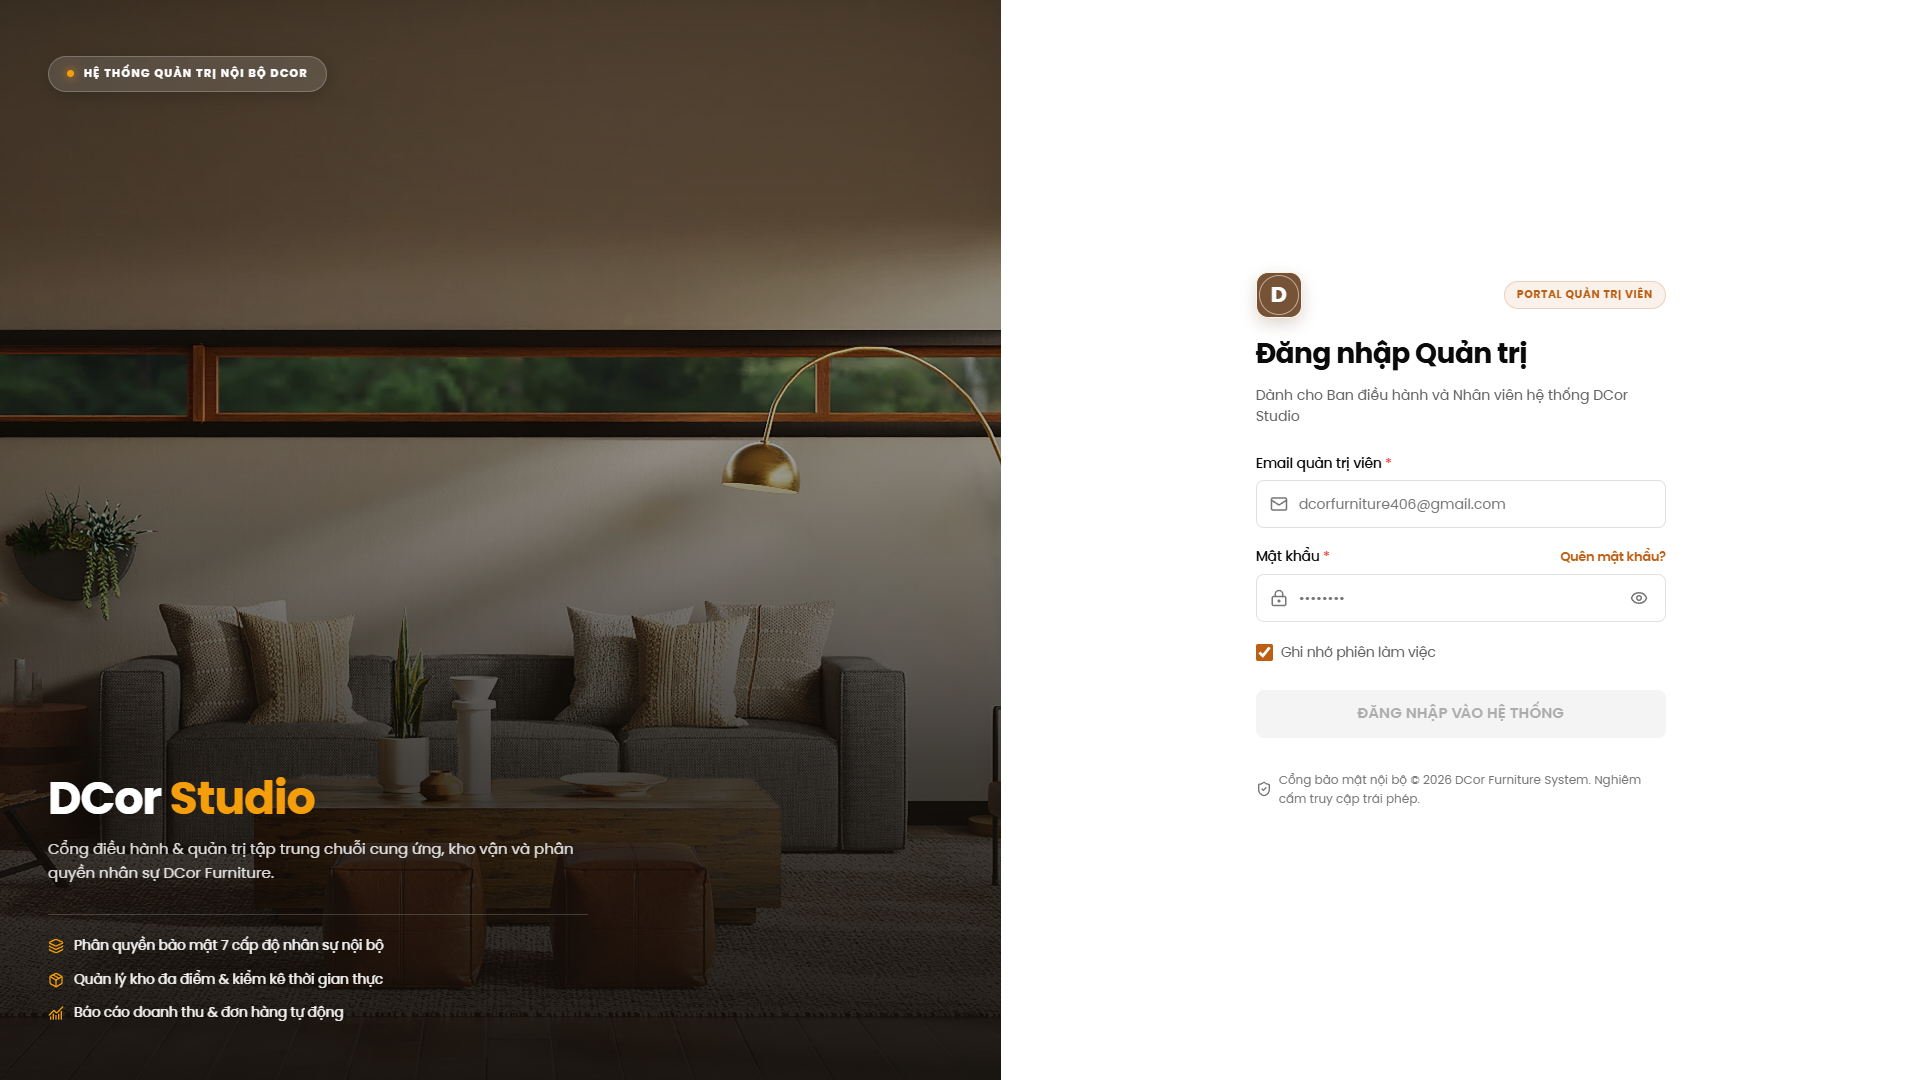 HỆ THỐNG QUẢN TRỊ NỘI BỘ DCOR
DCor Studio
Cổng điều hành & quản trị tập trung chuỗi cung ứng, kho vận và phân
quyền nhân sự DCor Furniture.
Phân quyền bảo mật 7 cấp độ nhân sự nội bộ
Quản lý kho đa điểm & kiểm kê thời gian thực
Báo cáo doanh thu & đơn hàng tự động
D
PORTAL QUẢN TRỊ VIÊN
Đăng nhập Quản trị
Dành cho Ban điều hành và Nhân viên hệ thống DCor
Studio
Email quản trị viên *
dcorfurniture406@gmail.com
Mật khẩu *
Quên mật khẩu?
••••••••
Ghi nhớ phiên làm việc
ĐĂNG NHẬP VÀO HỆ THỐNG
Cổng bảo mật nội bộ © 2026 DCor Furniture System. Nghiêm
cấm truy cập trái phép.